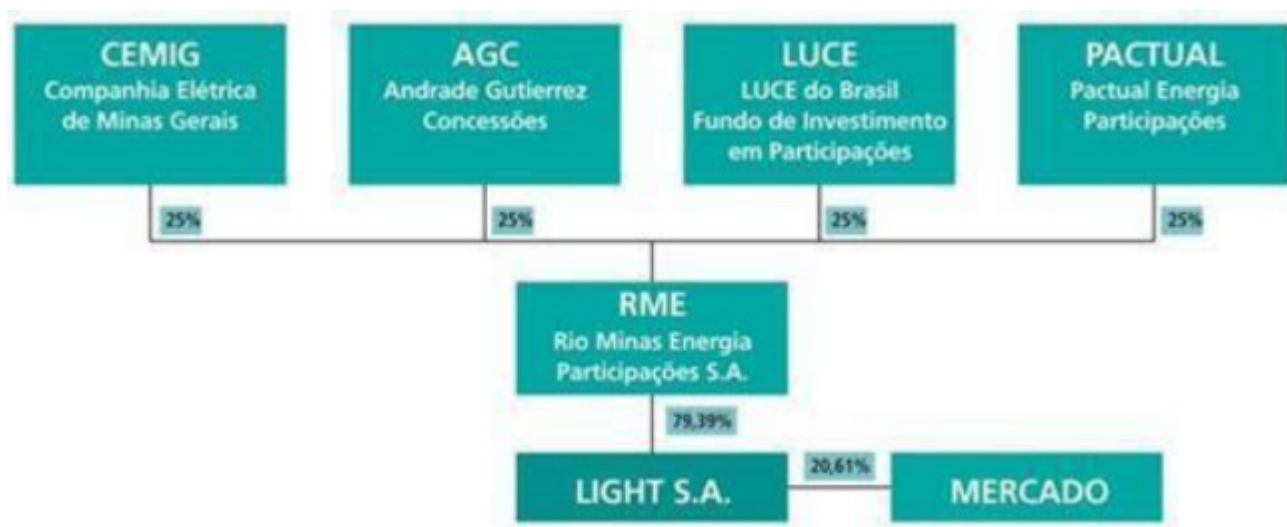 CEMIG
Companhia Elétrica
de Minas Gerais
AGC
Andrade Gutierrez
Concessões
LUCE
LUCE do Brasil
Fundo de Investimento
em Participações
PACTUAL
Pactual Energia
Participações
25%
25%
25%
25%
RME
Rio Minas Energia
Participações S.A.
79,39%
LIGHT S.A.
20,61%
MERCADO